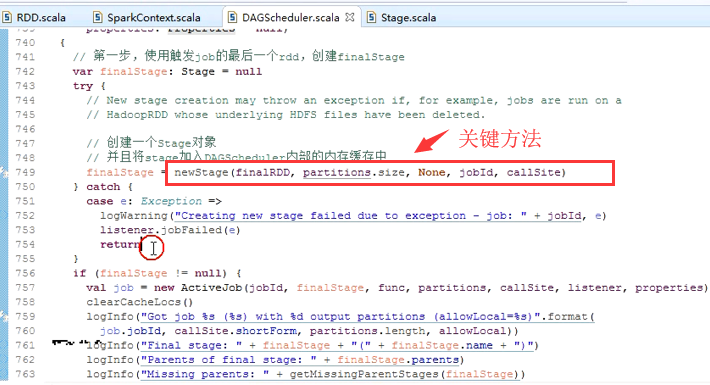 RDD.scala SparkContext.scala DAGScheduler.scala Stage.scala
739 properties: Properties = null)
740 {
741 // 第一步，使用触发job的最后一个rdd，创建finalStage
742 var finalStage: Stage = null
743 try {
744 // New stage creation may throw an exception if, for example, jobs are run on a
745 // HadoopRDD whose underlying HDFS files have been deleted.
746
747 // 创建一个Stage对象
关键方法
748 // 并且将stage加入DAGScheduler内部的内存缓存中
749 finalStage = newStage(finalRDD, partitions.size, None, jobId, callSite)
750 } catch {
751 case e: Exception =>
752 logWarning("Creating new stage failed due to exception - job: " + jobId, e)
753 listener.jobFailed(e)
754 return
755 }
756 if (finalStage != null) {
757 val job = new ActiveJob(jobId, finalStage, func, partitions, callSite, listener, properties)
758 clearCacheLocs()
759 logInfo("Got job %s (%s) with %d output partitions (allowLocal=%s)".format(
760 job.jobId, callSite.shortForm, partitions.length, allowLocal))
761 logInfo("Final stage: " + finalStage + "(" + finalStage.name + ")")
762 logInfo("Parents of final stage: " + finalStage.parents)
763 logInfo("Missing parents: " + getMissingParentStages(finalStage))